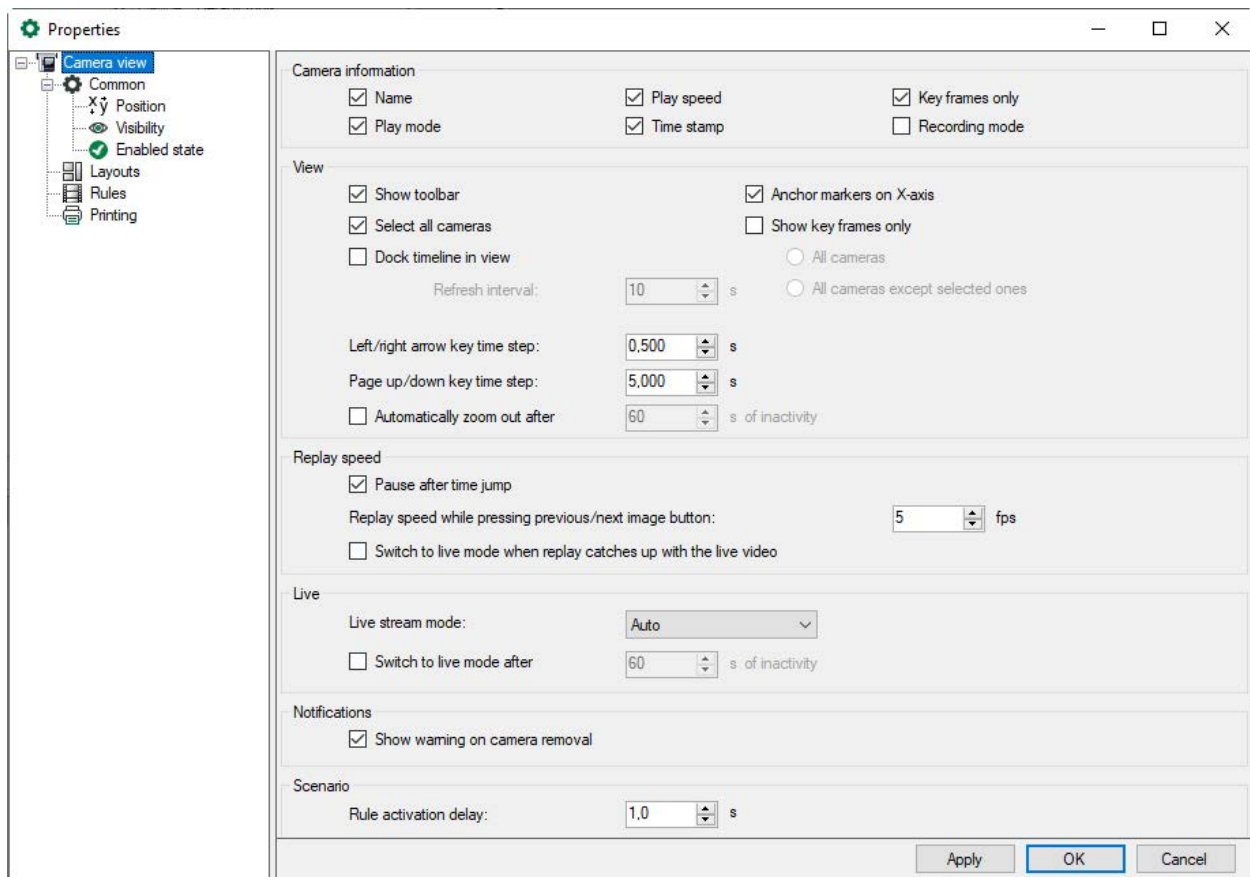 Properties
Camera view
Common
Position
Visibility
Enabled state
Layouts
Rules
Printing
Camera information
Name Play speed Key frames only
Play mode Time stamp Recording mode
View
Show toolbar Anchor markers on X-axis
Select all cameras Show key frames only
Dock timeline in view All cameras
Refresh interval: 10 s All cameras except selected ones
Left/right arrow key time step: 0,500 s
Page up/down key time step: 5,000 s
Automatically zoom out after 60 s of inactivity
Replay speed
Pause after time jump
Replay speed while pressing previous/next image button: 5 fps
Switch to live mode when replay catches up with the live video
Live
Live stream mode: Auto
Switch to live mode after 60 s of inactivity
Notifications
Show warning on camera removal
Scenario
Rule activation delay: 1,0 s
Apply OK Cancel